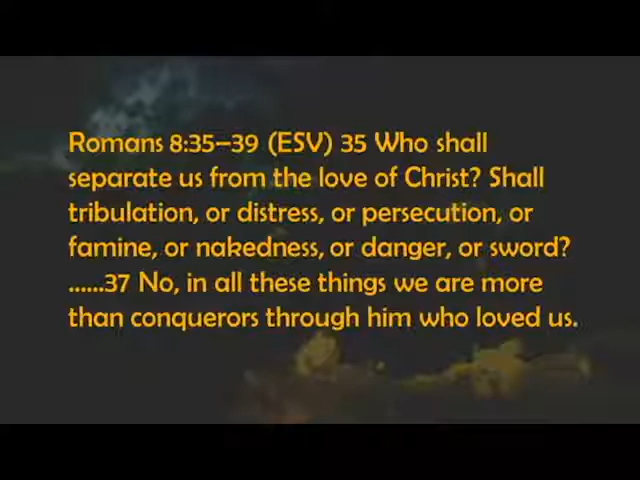 Romans 8:35–39 (ESV) 35 Who shall
separate us from the love of Christ? Shall
tribulation, or distress, or persecution, or
famine, or nakedness, or danger, or sword?
......37 No, in all these things we are more
than conquerors through him who loved us.